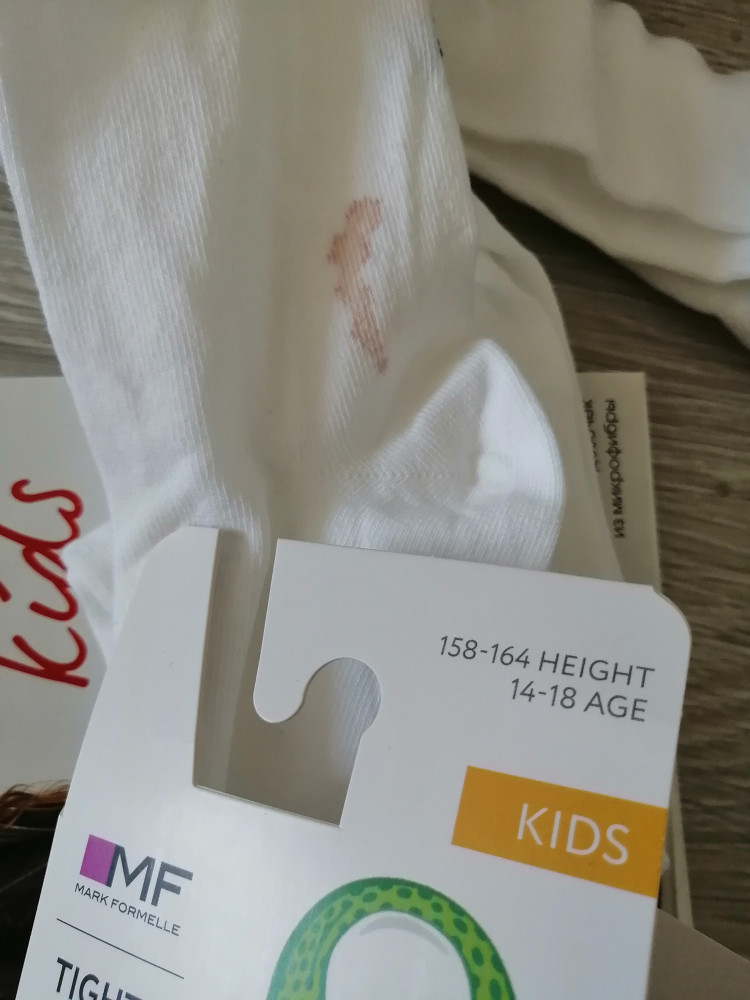 из микрофибры
kids
158-164 HEIGHT
14-18 AGE
KIDS
MF
MARK FORMELLE